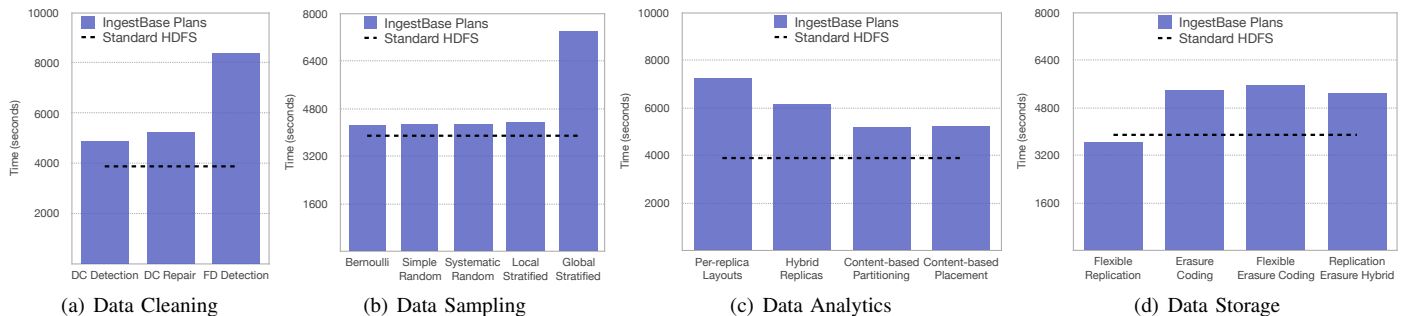 10000
8000
6000
4000
2000
Time (seconds)
IngestBase Plans
Standard HDFS
DC Detection
DC Repair
FD Detection
(a) Data Cleaning
8000
6400
4800
3200
1600
Time (seconds)
IngestBase Plans
Standard HDFS
Bernoulli
Simple
Random
Systematic
Random
Local
Stratified
Global
Stratified
(b) Data Sampling
10000
8000
6000
4000
2000
Time (seconds)
IngestBase Plans
Standard HDFS
Per-replica
Layouts
Hybrid
Replicas
Content-based
Partitioning
Content-based
Placement
(c) Data Analytics
8000
6400
4800
3200
1600
Time (seconds)
IngestBase Plans
Standard HDFS
Flexible
Replication
Erasure
Coding
Flexible
Erasure Coding
Replication
Erasure Hybrid
(d) Data Storage